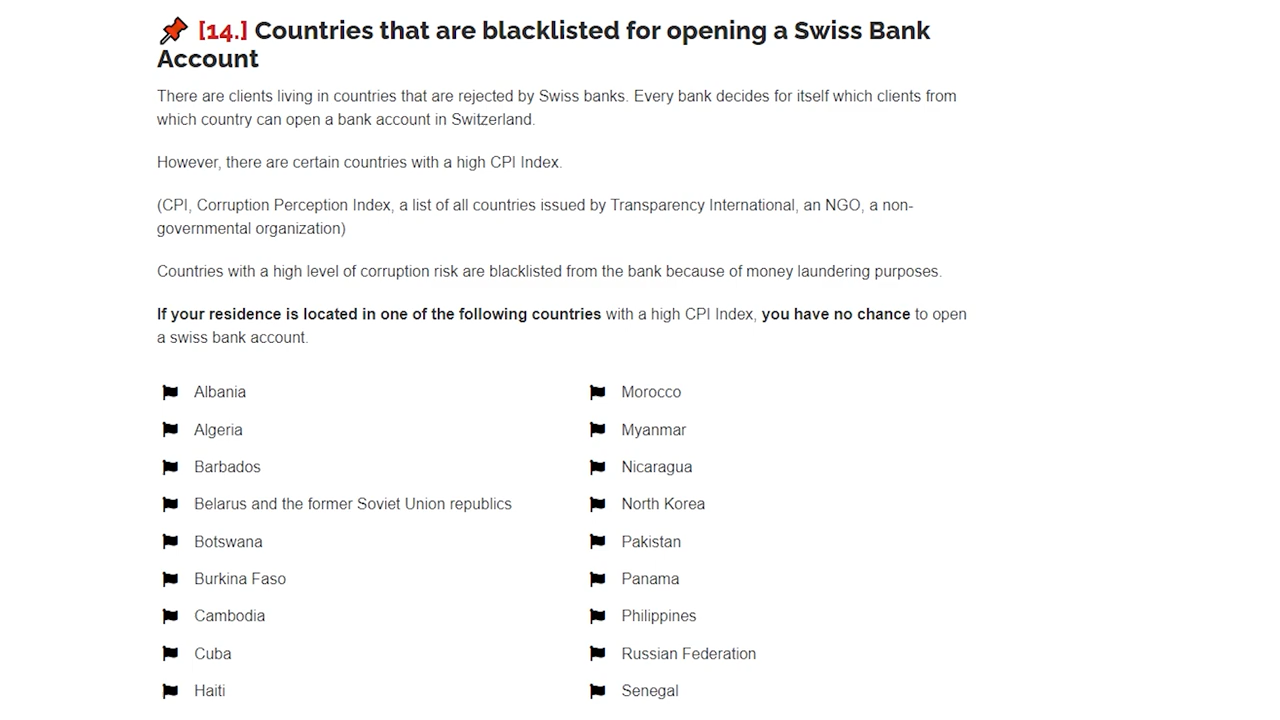 [14.] Countries that are blacklisted for opening a Swiss Bank
Account
There are clients living in countries that are rejected by Swiss banks. Every bank decides for itself which clients from
which country can open a bank account in Switzerland.
However, there are certain countries with a high CPI Index.
(CPI, Corruption Perception Index, a list of all countries issued by Transparency International, an NGO, a non-
governmental organization)
Countries with a high level of corruption risk are blacklisted from the bank because of money laundering purposes.
If your residence is located in one of the following countries with a high CPI Index, you have no chance to open
a swiss bank account.
Albania
Algeria
Barbados
Belarus and the former Soviet Union republics
Botswana
Burkina Faso
Cambodia
Cuba
Haiti
Morocco
Myanmar
Nicaragua
North Korea
Pakistan
Panama
Philippines
Russian Federation
Senegal